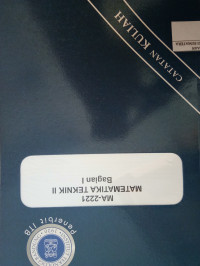 CATATAN KULIAH
MA-2221
MATEMATIKA TEKNIK II
Bagian I
Penerbit ITB